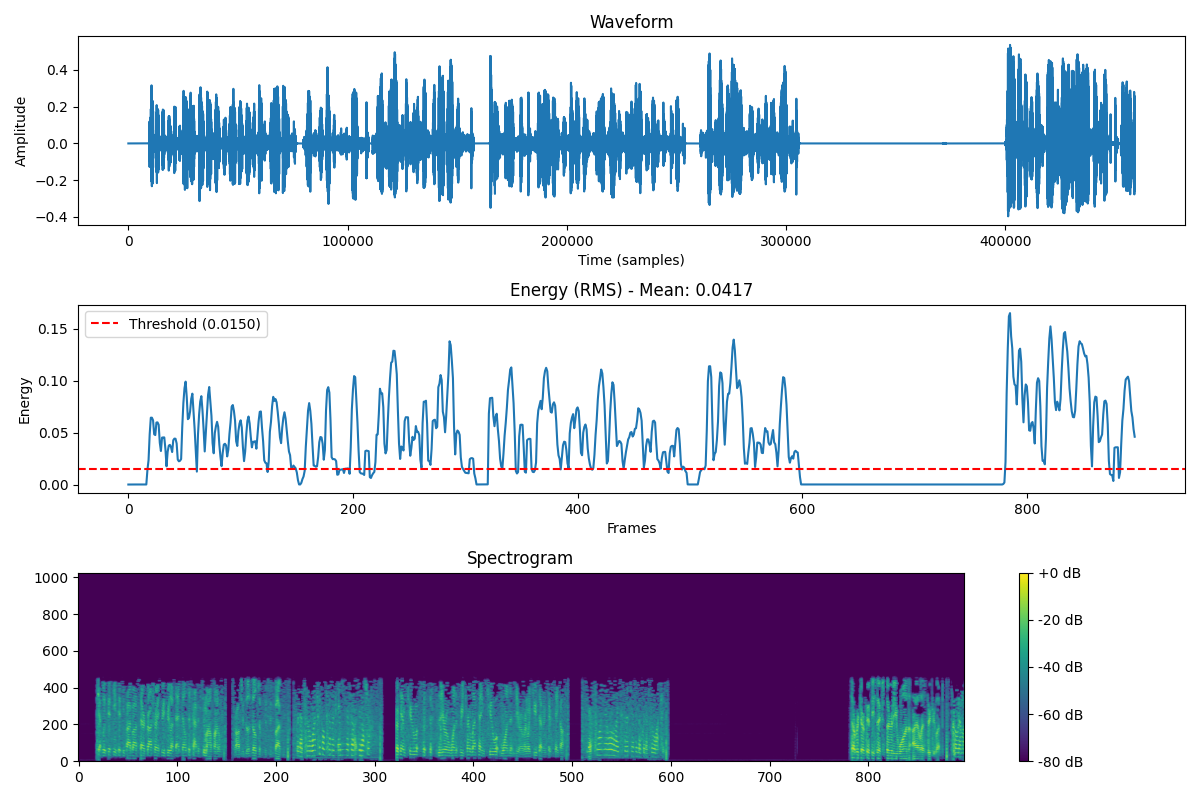 Waveform
0.4
0.2
0.0
−0.2
−0.4
Amplitude
0 100000 200000 300000 400000
Time (samples)
Energy (RMS) - Mean: 0.0417
Threshold (0.0150)
0.15
0.10
0.05
0.00
Energy
0 200 400 600 800
Frames
Spectrogram
1000
800
600
400
200
0
0 100 200 300 400 500 600 700 800
+0 dB
-20 dB
-40 dB
-60 dB
-80 dB